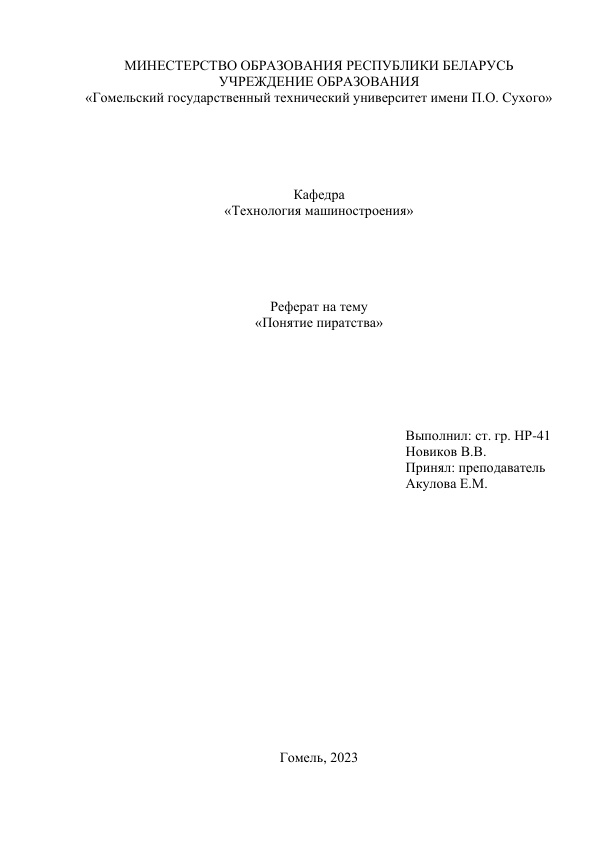 МИНЕСТЕРСТВО ОБРАЗОВАНИЯ РЕСПУБЛИКИ БЕЛАРУСЬ
УЧРЕЖДЕНИЕ ОБРАЗОВАНИЯ
«Гомельский государственный технический университет имени П.О. Сухого»
Кафедра
«Технология машиностроения»
Реферат на тему
«Понятие пиратства»
Выполнил: ст. гр. НР-41
Новиков В.В.
Принял: преподаватель
Акулова Е.М.
Гомель, 2023